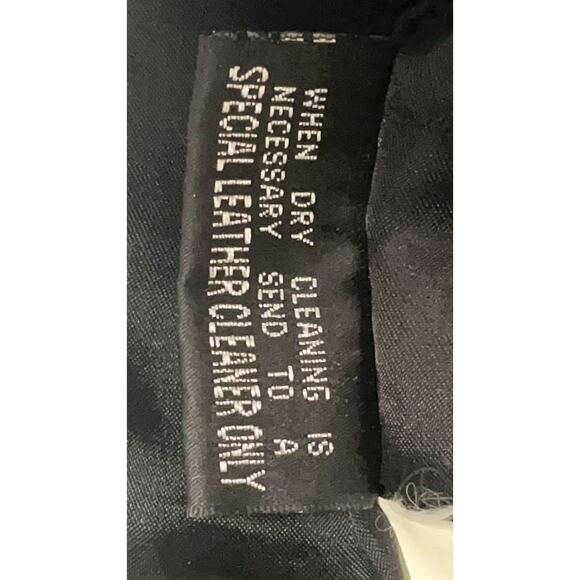 WHEN DRY CLEANING IS
NECESSARY SEND TO A
SPECIAL LEATHER CLEANER ONLY